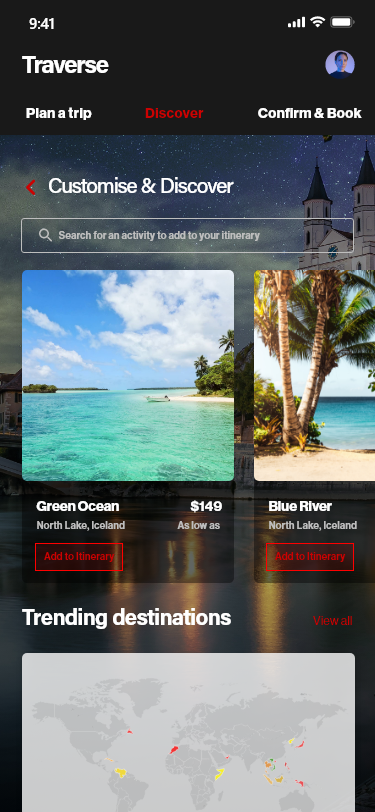 9:41
Traverse
Plan a trip
Discover
Confirm & Book
Customise & Discover
Search for an activity to add to your itinerary
Green Ocean
$149
North Lake, Iceland
As low as
Add to Itinerary
Blue River
North Lake, Iceland
Add to Itinerary
Trending destinations
View all